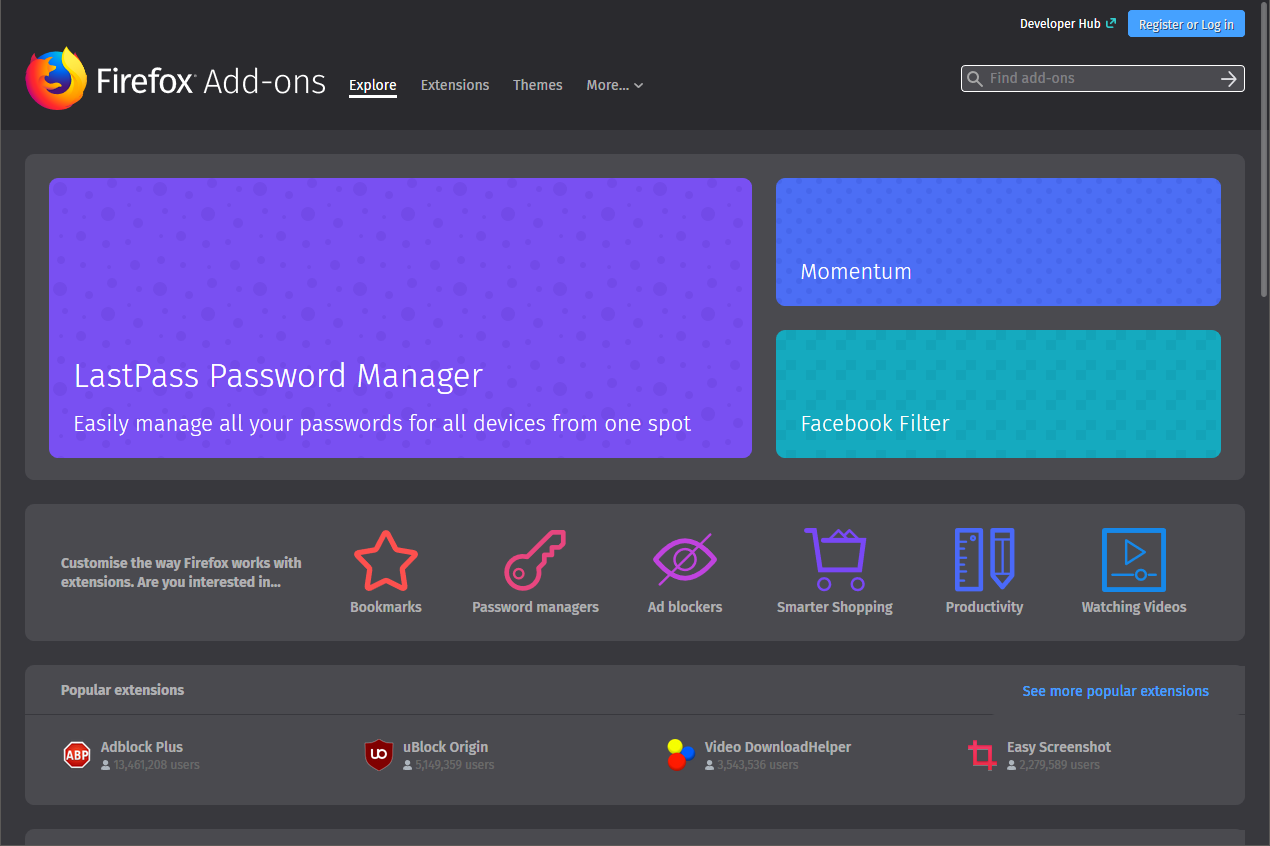 Developer Hub
Register or Log in
Firefox Add-ons
Explore
Extensions
Themes
More...
Find add-ons
LastPass Password Manager
Easily manage all your passwords for all devices from one spot
Momentum
Facebook Filter
Customise the way Firefox works with
extensions. Are you interested in...
Bookmarks
Password managers
Ad blockers
Smarter Shopping
Productivity
Watching Videos
Popular extensions
See more popular extensions
ABP
Adblock Plus
13,461,208 users
uo
uBlock Origin
5,149,359 users
Video DownloadHelper
3,543,536 users
Easy Screenshot
2,279,589 users